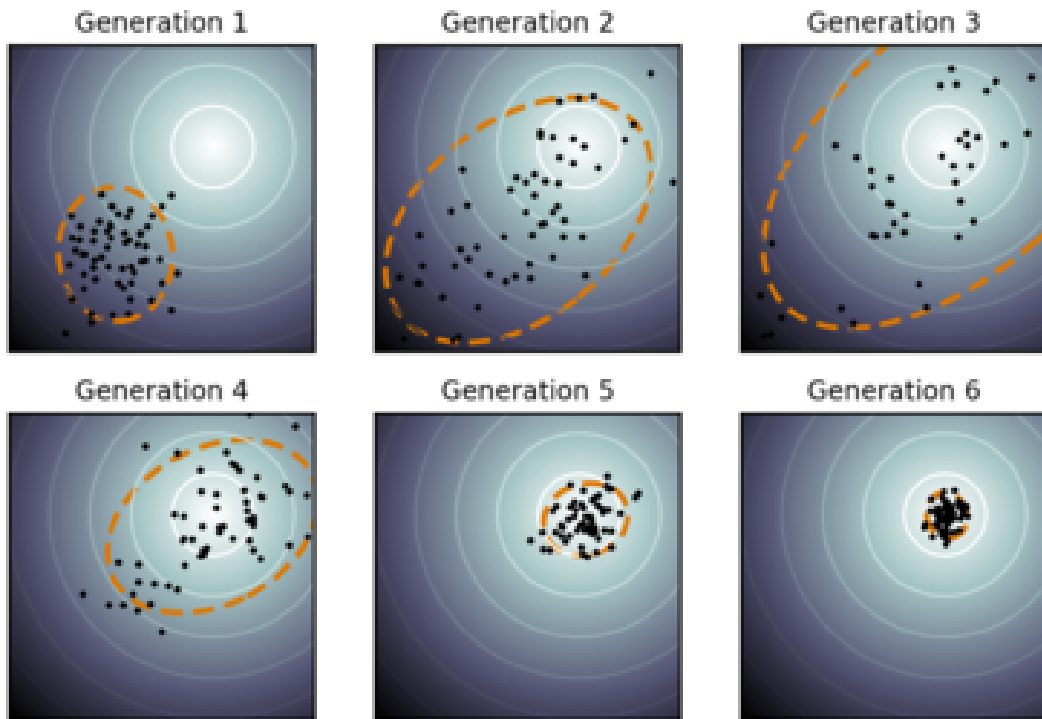 Generation 1
Generation 2
Generation 3
Generation 4
Generation 5
Generation 6